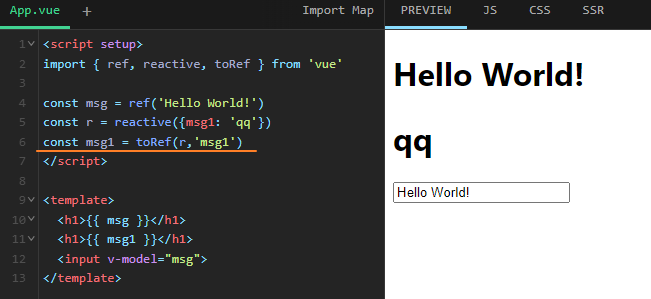 App.vue + Import Map PREVIEW JS CSS SSR
1 <script setup>
2 import { ref, reactive, toRef } from 'vue'
3
4 const msg = ref('Hello World!')
5 const r = reactive({msg1: 'qq'})
6 const msg1 = toRef(r,'msg1')
7 </script>
8
9 <template>
10 <h1>{{ msg }}</h1>
11 <h1>{{ msg1 }}</h1>
12 <input v-model="msg">
13 </template>
Hello World!
qq
Hello World!